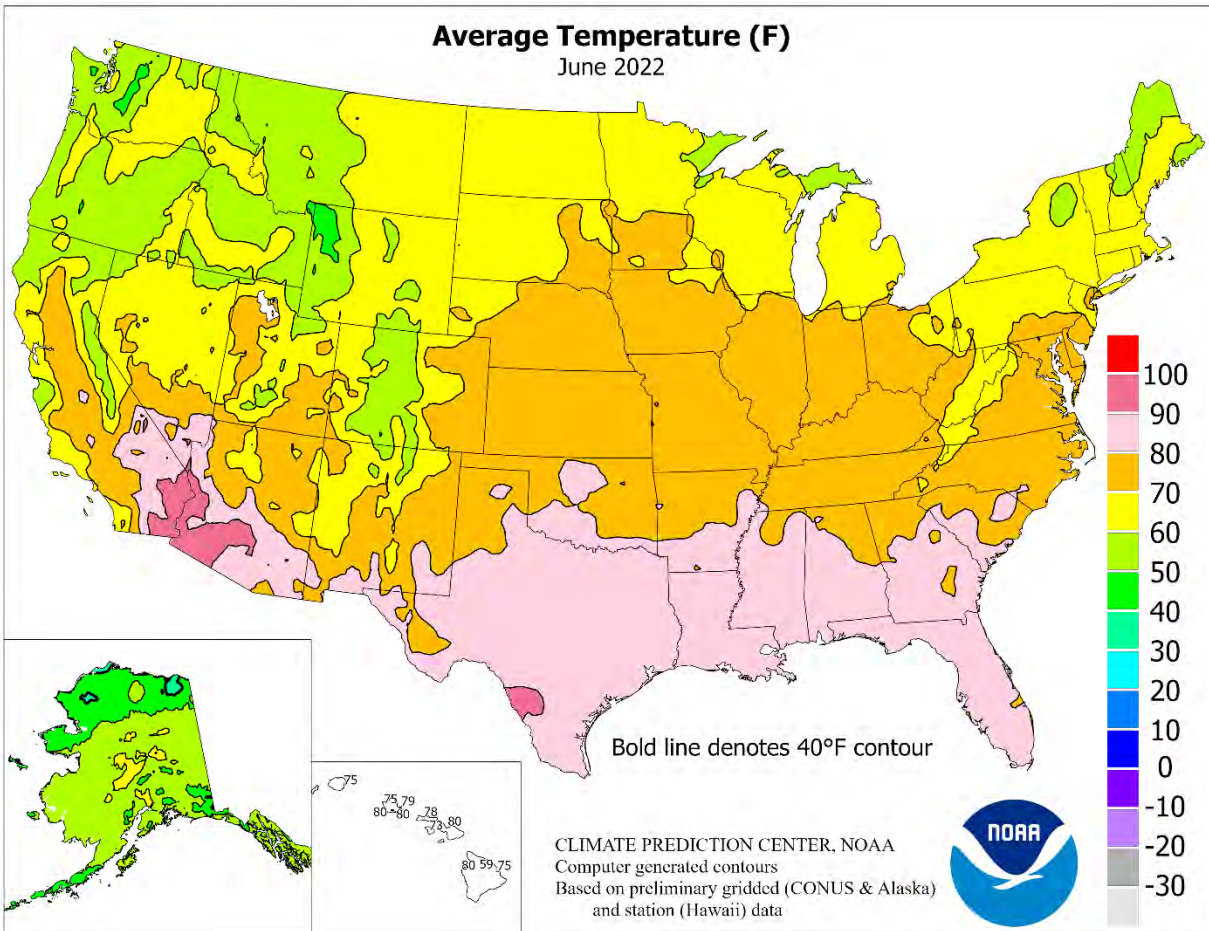 Average Temperature (F)
June 2022
100
90
80
70
60
50
40
30
20
10
0
-10
-20
-30
Bold line denotes 40°F contour
75
75 79
80 80
78
73 80
80 59 75
CLIMATE PREDICTION CENTER, NOAA
Computer generated contours
Based on preliminary gridded (CONUS & Alaska)
and station (Hawaii) data
NOAA